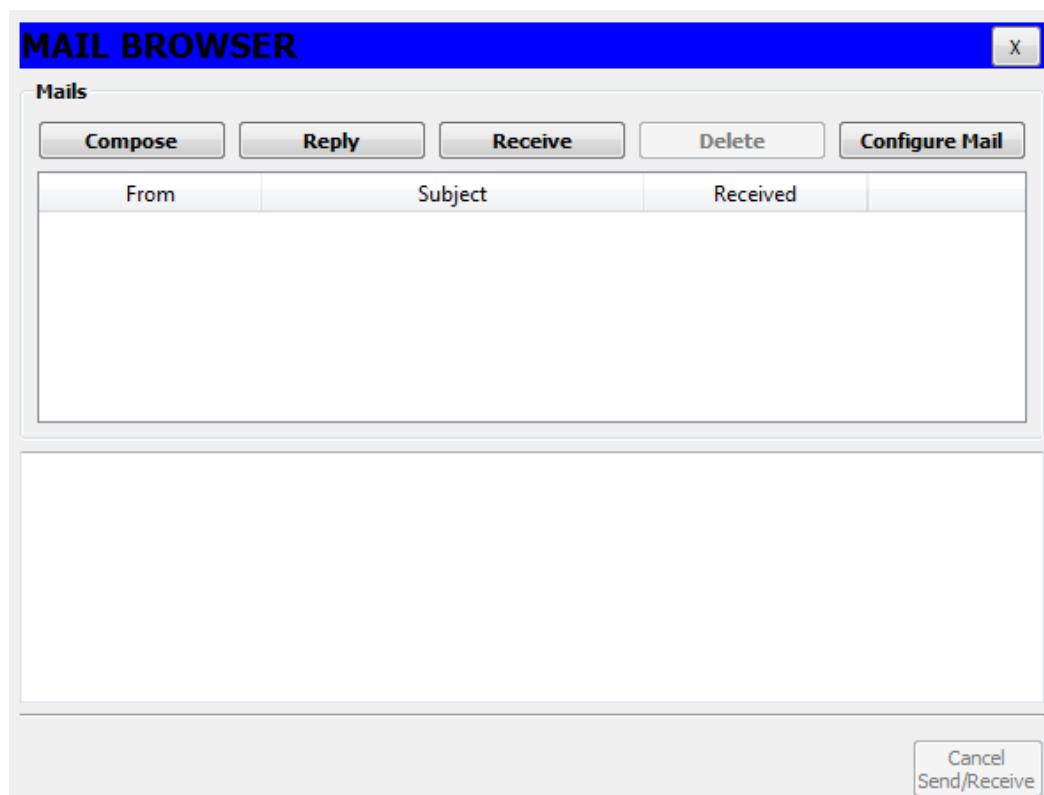 MAIL BROWSER
X
Mails
Compose Reply Receive Delete Configure Mail
From Subject Received
Cancel
Send/Receive